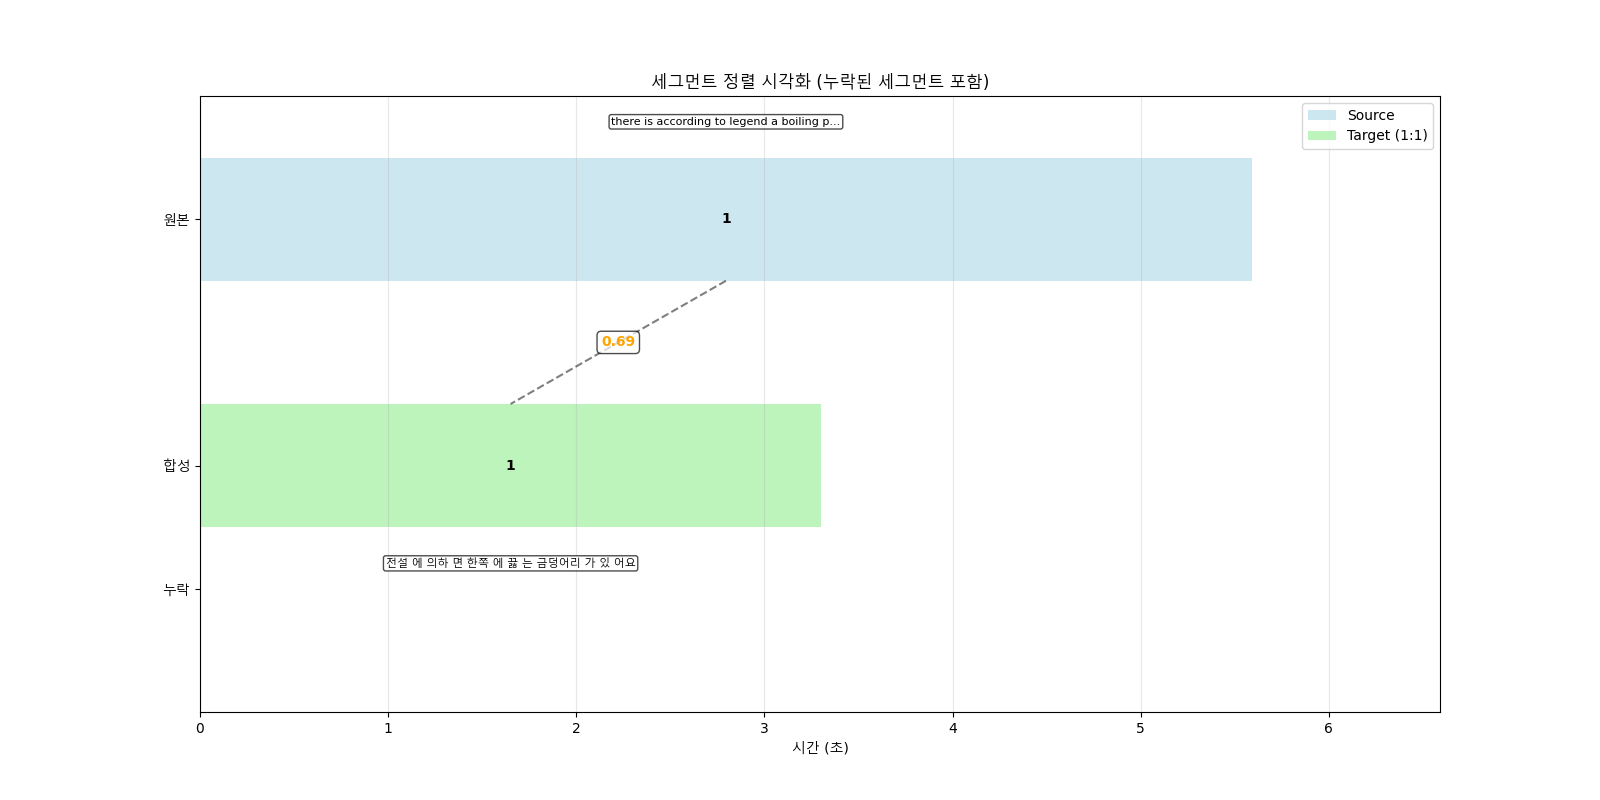 세그먼트 정렬 시각화 (누락된 세그먼트 포함)
there is according to legend a boiling p...
Source
Target (1:1)
원본
1
0.69
합성
1
전설 에 의하 면 한쪽 에 끓 는 금덩어리 가 있 어요
누락
0 1 2 3 4 5 6
시간 (초)